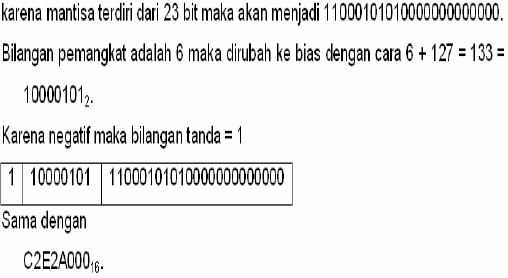 karena mantisa terdiri dari 23 bit maka akan menjadi 11000101010000000000000.
Bilangan pemangkat adalah 6 maka dirubah ke bias dengan cara 6 + 127 = 133 =
10000101₂.
Karena negatif maka bilangan tanda = 1
1 10000101 11000101010000000000000
Sama dengan
C2E2A000₁₆.